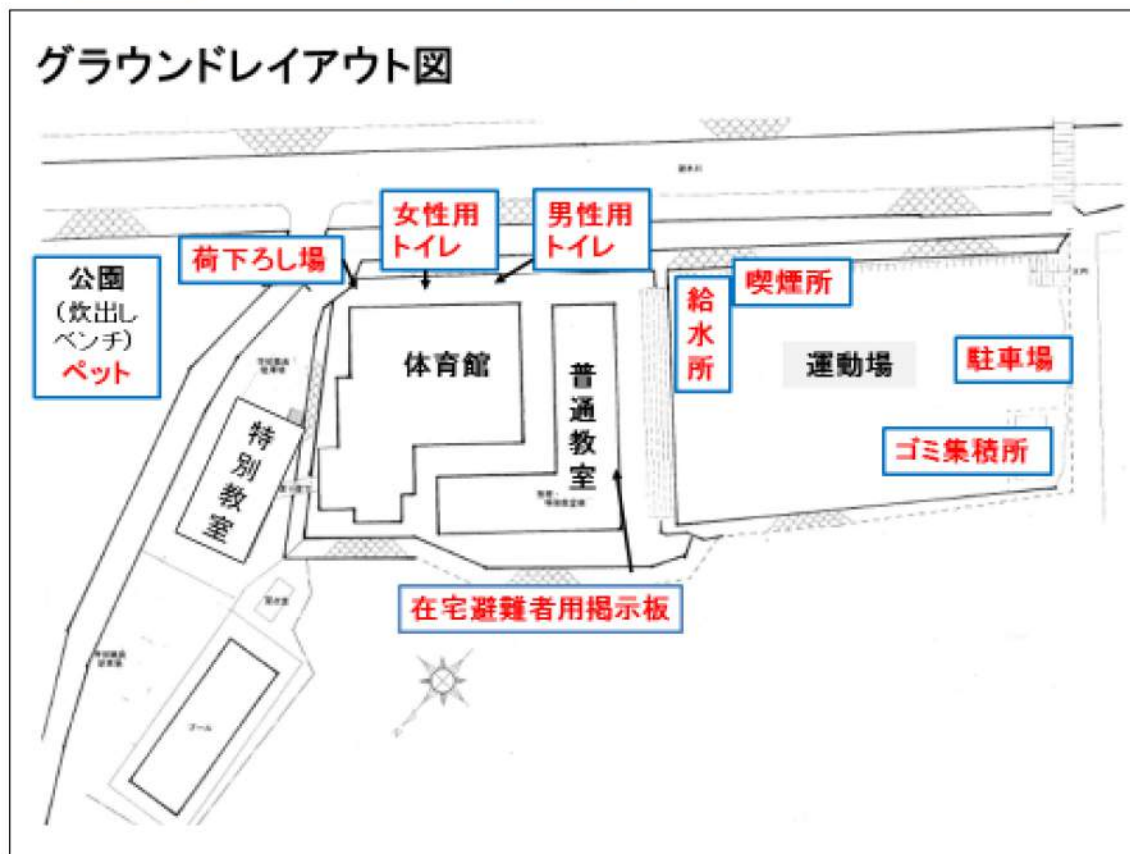 グラウンドレイアウト図
女性用
トイレ
男性用
トイレ
荷下ろし場
公園
(炊出し
ベンチ)
ペット
給水所
喫煙所
体育館
普通教室
運動場
駐車場
特別教室
ゴミ集積所
在宅避難者用掲示板
プール